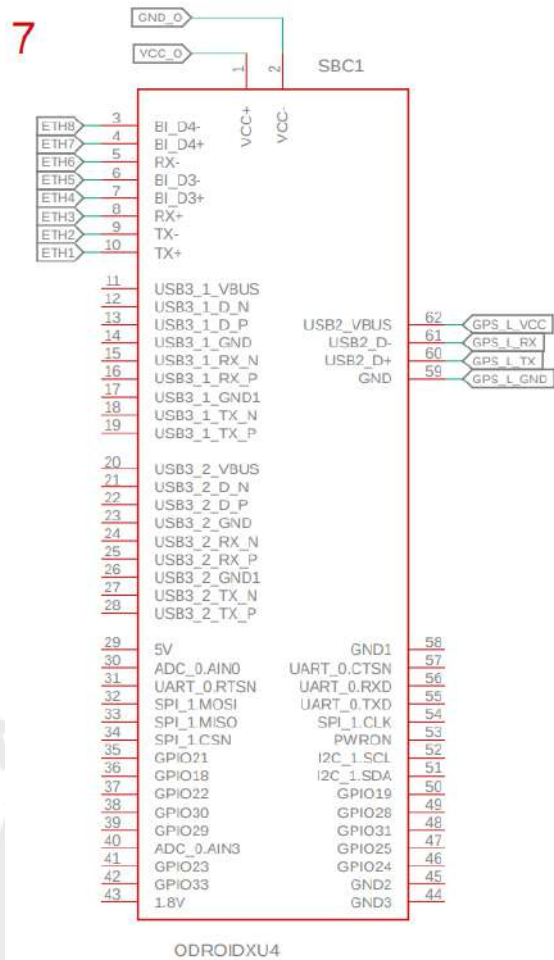 7
GND_O
VCC_O
1
2
SBC1
VCC+
VCC-
ETH8 3 BI_D4-
ETH7 4 BI_D4+
ETH6 5 RX-
ETH5 6 BI_D3-
ETH4 7 BI_D3+
ETH3 8 RX+
ETH2 9 TX-
ETH1 10 TX+
11 USB3_1_VBUS
12 USB3_1_D_N
13 USB3_1_D_P
14 USB3_1_GND
15 USB3_1_RX_N
16 USB3_1_RX_P
17 USB3_1_GND1
18 USB3_1_TX_N
19 USB3_1_TX_P
USB2_VBUS 62 GPS_L_VCC
USB2_D- 61 GPS_L_RX
USB2_D+ 60 GPS_L_TX
GND 59 GPS_L_GND
20 USB3_2_VBUS
21 USB3_2_D_N
22 USB3_2_D_P
23 USB3_2_GND
24 USB3_2_RX_N
25 USB3_2_RX_P
26 USB3_2_GND1
27 USB3_2_TX_N
28 USB3_2_TX_P
29 5V GND1 58
30 ADC_0.AIN0 UART_0.CTSN 57
31 UART_0.RTSN UART_0.RXD 56
32 SPI_1.MOSI UART_0.TXD 55
33 SPI_1.MISO SPI_1.CLK 54
34 SPI_1.CSN PWRON 53
35 GPIO21 I2C_1.SCL 52
36 GPIO18 I2C_1.SDA 51
37 GPIO22 GPIO19 50
38 GPIO30 GPIO28 49
39 GPIO29 GPIO31 48
40 ADC_0.AIN3 GPIO25 47
41 GPIO23 GPIO24 46
42 GPIO33 GND2 45
43 1.8V GND3 44
ODROIDXU4